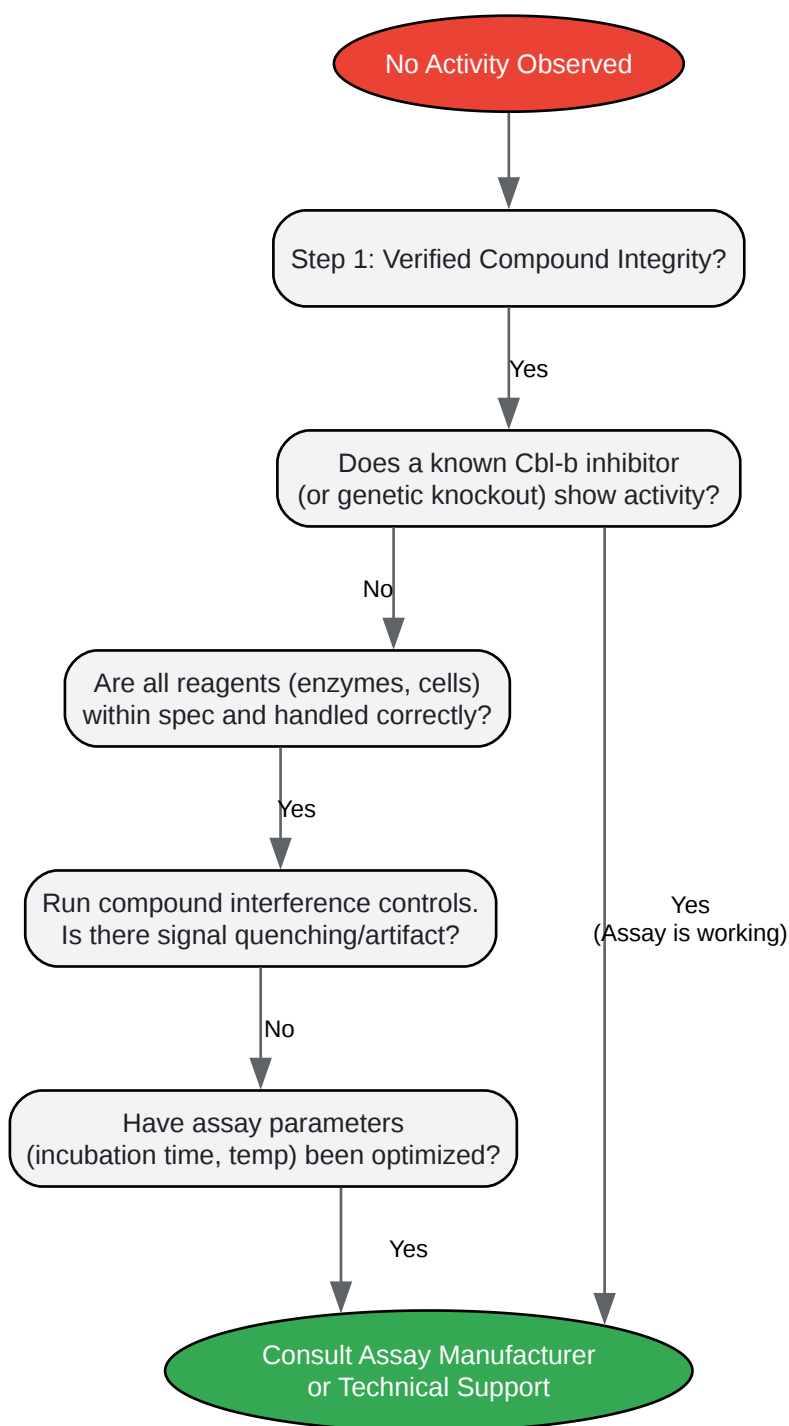 No Activity Observed
Step 1: Verified Compound Integrity?
Yes
Does a known Cbl-b inhibitor
(or genetic knockout) show activity?
No
Are all reagents (enzymes, cells)
within spec and handled correctly?
Yes
Run compound interference controls.
Is there signal quenching/artifact?
Yes
(Assay is working)
No
Have assay parameters
(incubation time, temp) been optimized?
Yes
Consult Assay Manufacturer
or Technical Support